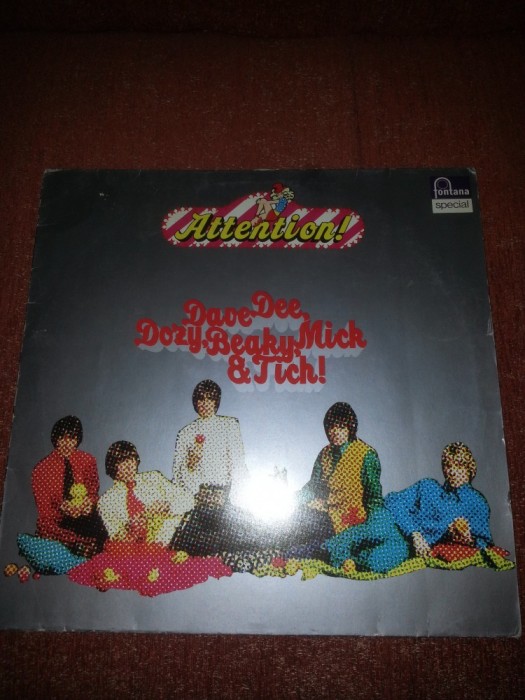 fontana
special
Attention!
Dave Dee,
Dozy, Beaky, Mick
& Tich!